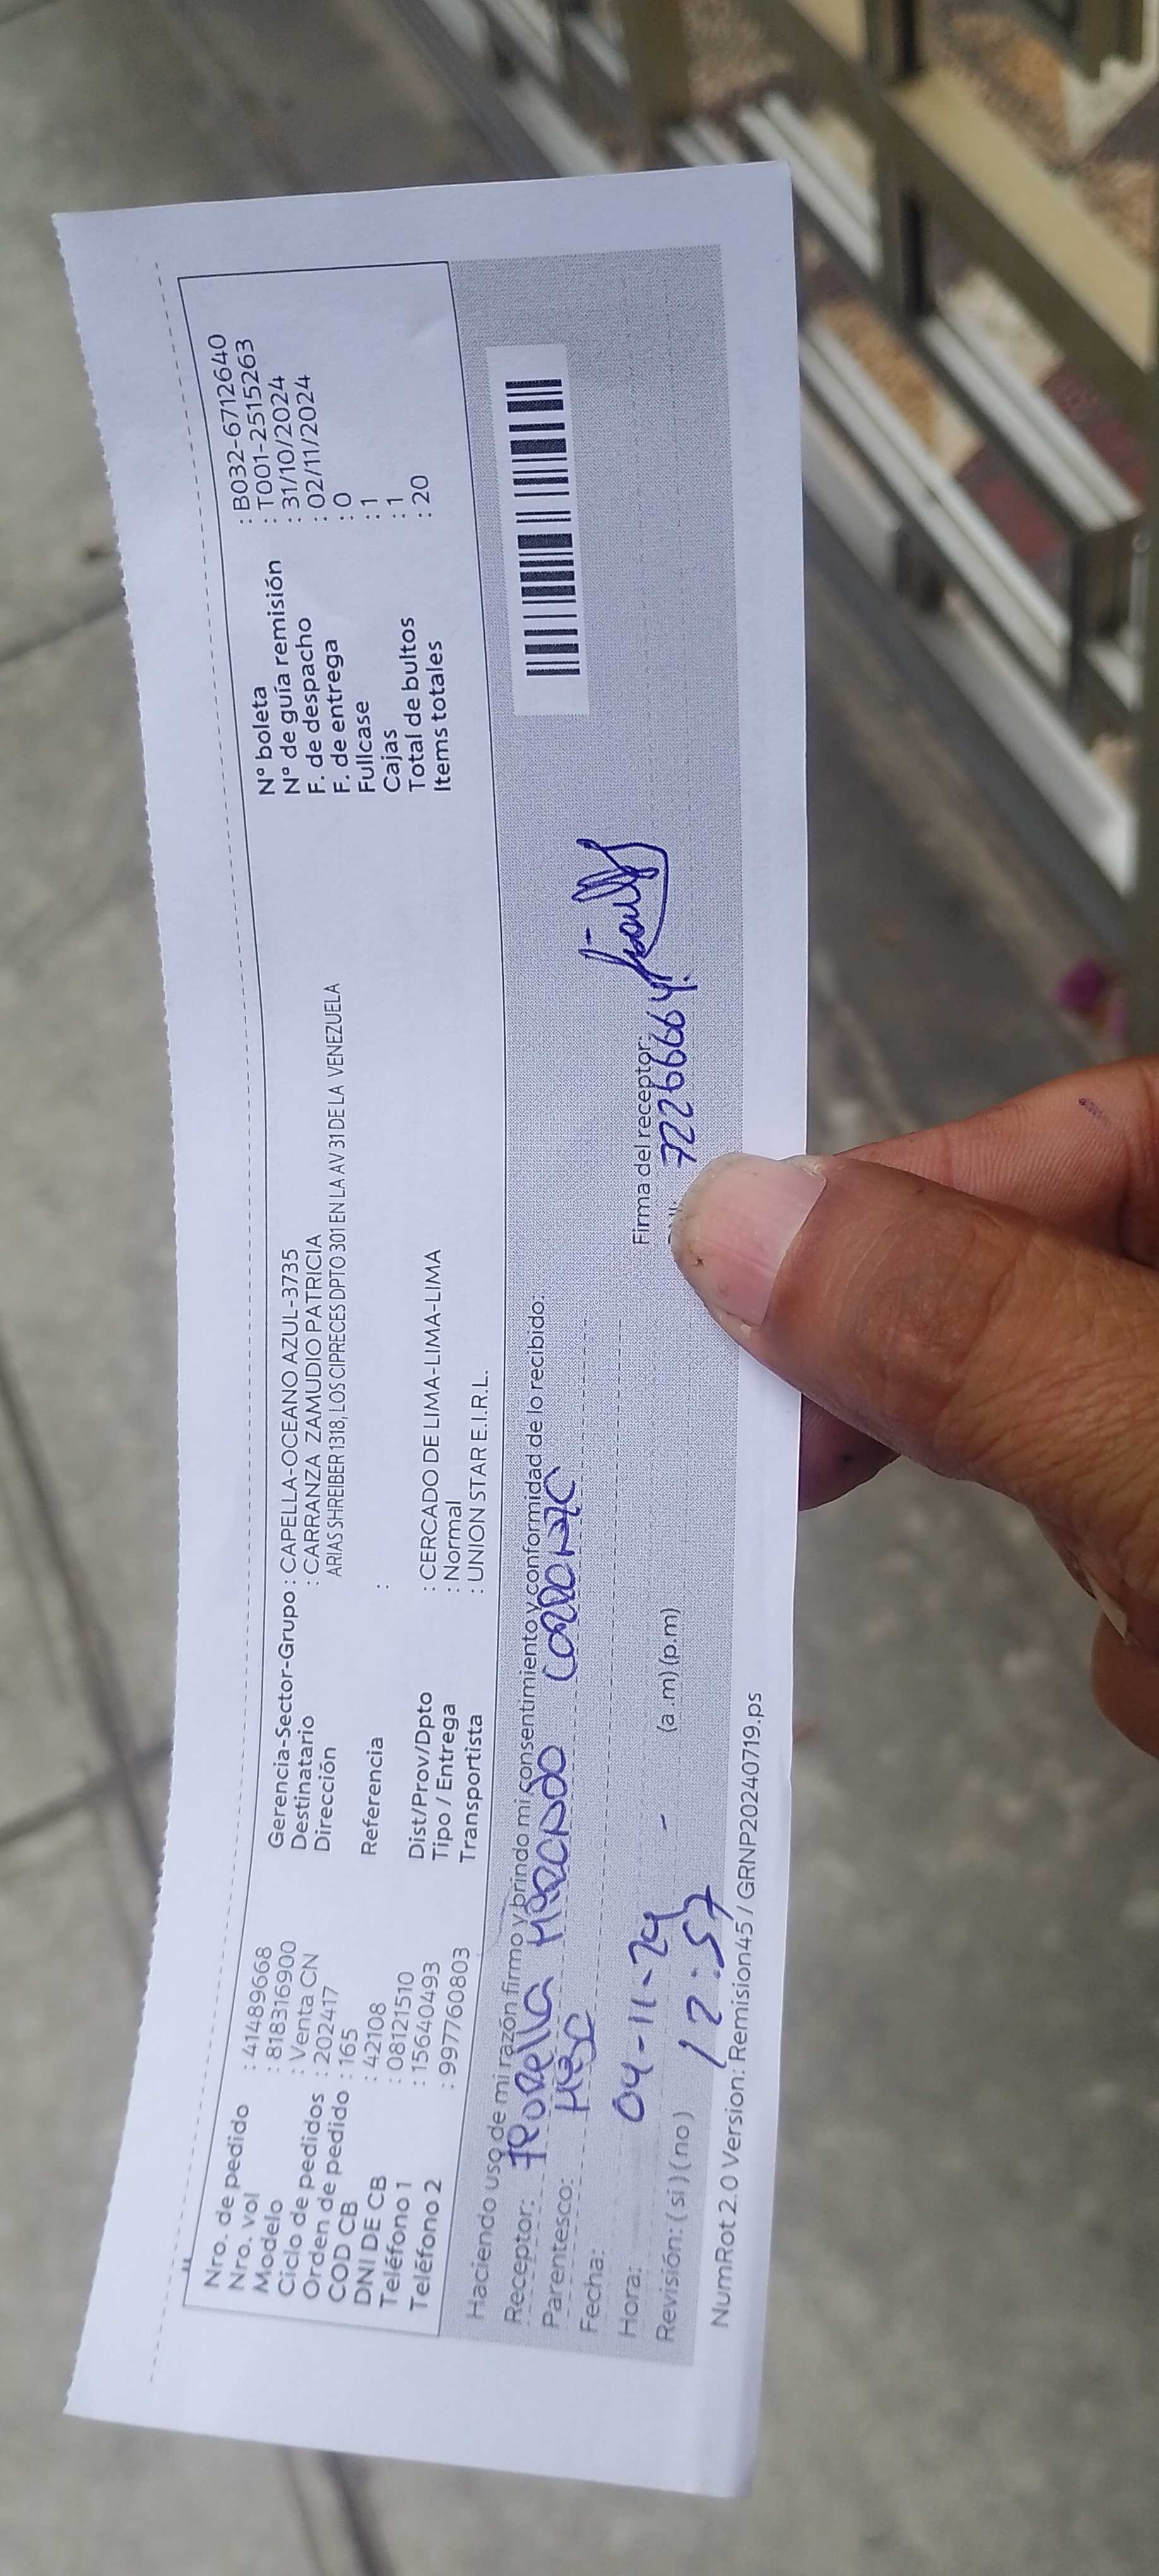 Nro. de pedido : 414489668
Nro. vol : 818316900
Modelo : Venta CN
Ciclo de pedidos : 202417
Orden de pedido : 165
COD CB : 42108
DNI DE CB : 08121510
Teléfono 1 : 15640493
Teléfono 2 : 997760803
Gerencia-Sector-Grupo : CAPELLA-OCEANO AZUL-3735
Destinatario : CARRANZA ZAMUDIO PATRICIA
Dirección ARIAS SHREIBER 1318, LOS CIPRECES DPTO 301 EN LA AV 31 DE LA VENEZUELA
Referencia :
Dist/Prov/Dpto : CERCADO DE LIMA-LIMA-LIMA
Tipo / Entrega : Normal
Transportista : UNION STAR E.I.R.L.
N° boleta : B032-6712640
N° de guía remisión : T001-2515263
F. de despacho : 31/10/2024
F. de entrega : 02/11/2024
Fullcase : 0
Cajas : 1
Total de bultos : 1
Items totales : 20
Haciendo uso de mi razón firmo y brindo mi consentimiento y conformidad de lo recibido:
Receptor: MERCADO
Parentesco:
Fecha: 04-11-24
Hora: 12:57 (a.m) (p.m)
Revisión: ( si ) ( no )
Firma del receptor:
7226664
NumRot 2.0 Version: Remision45 / GRNP20240719.ps